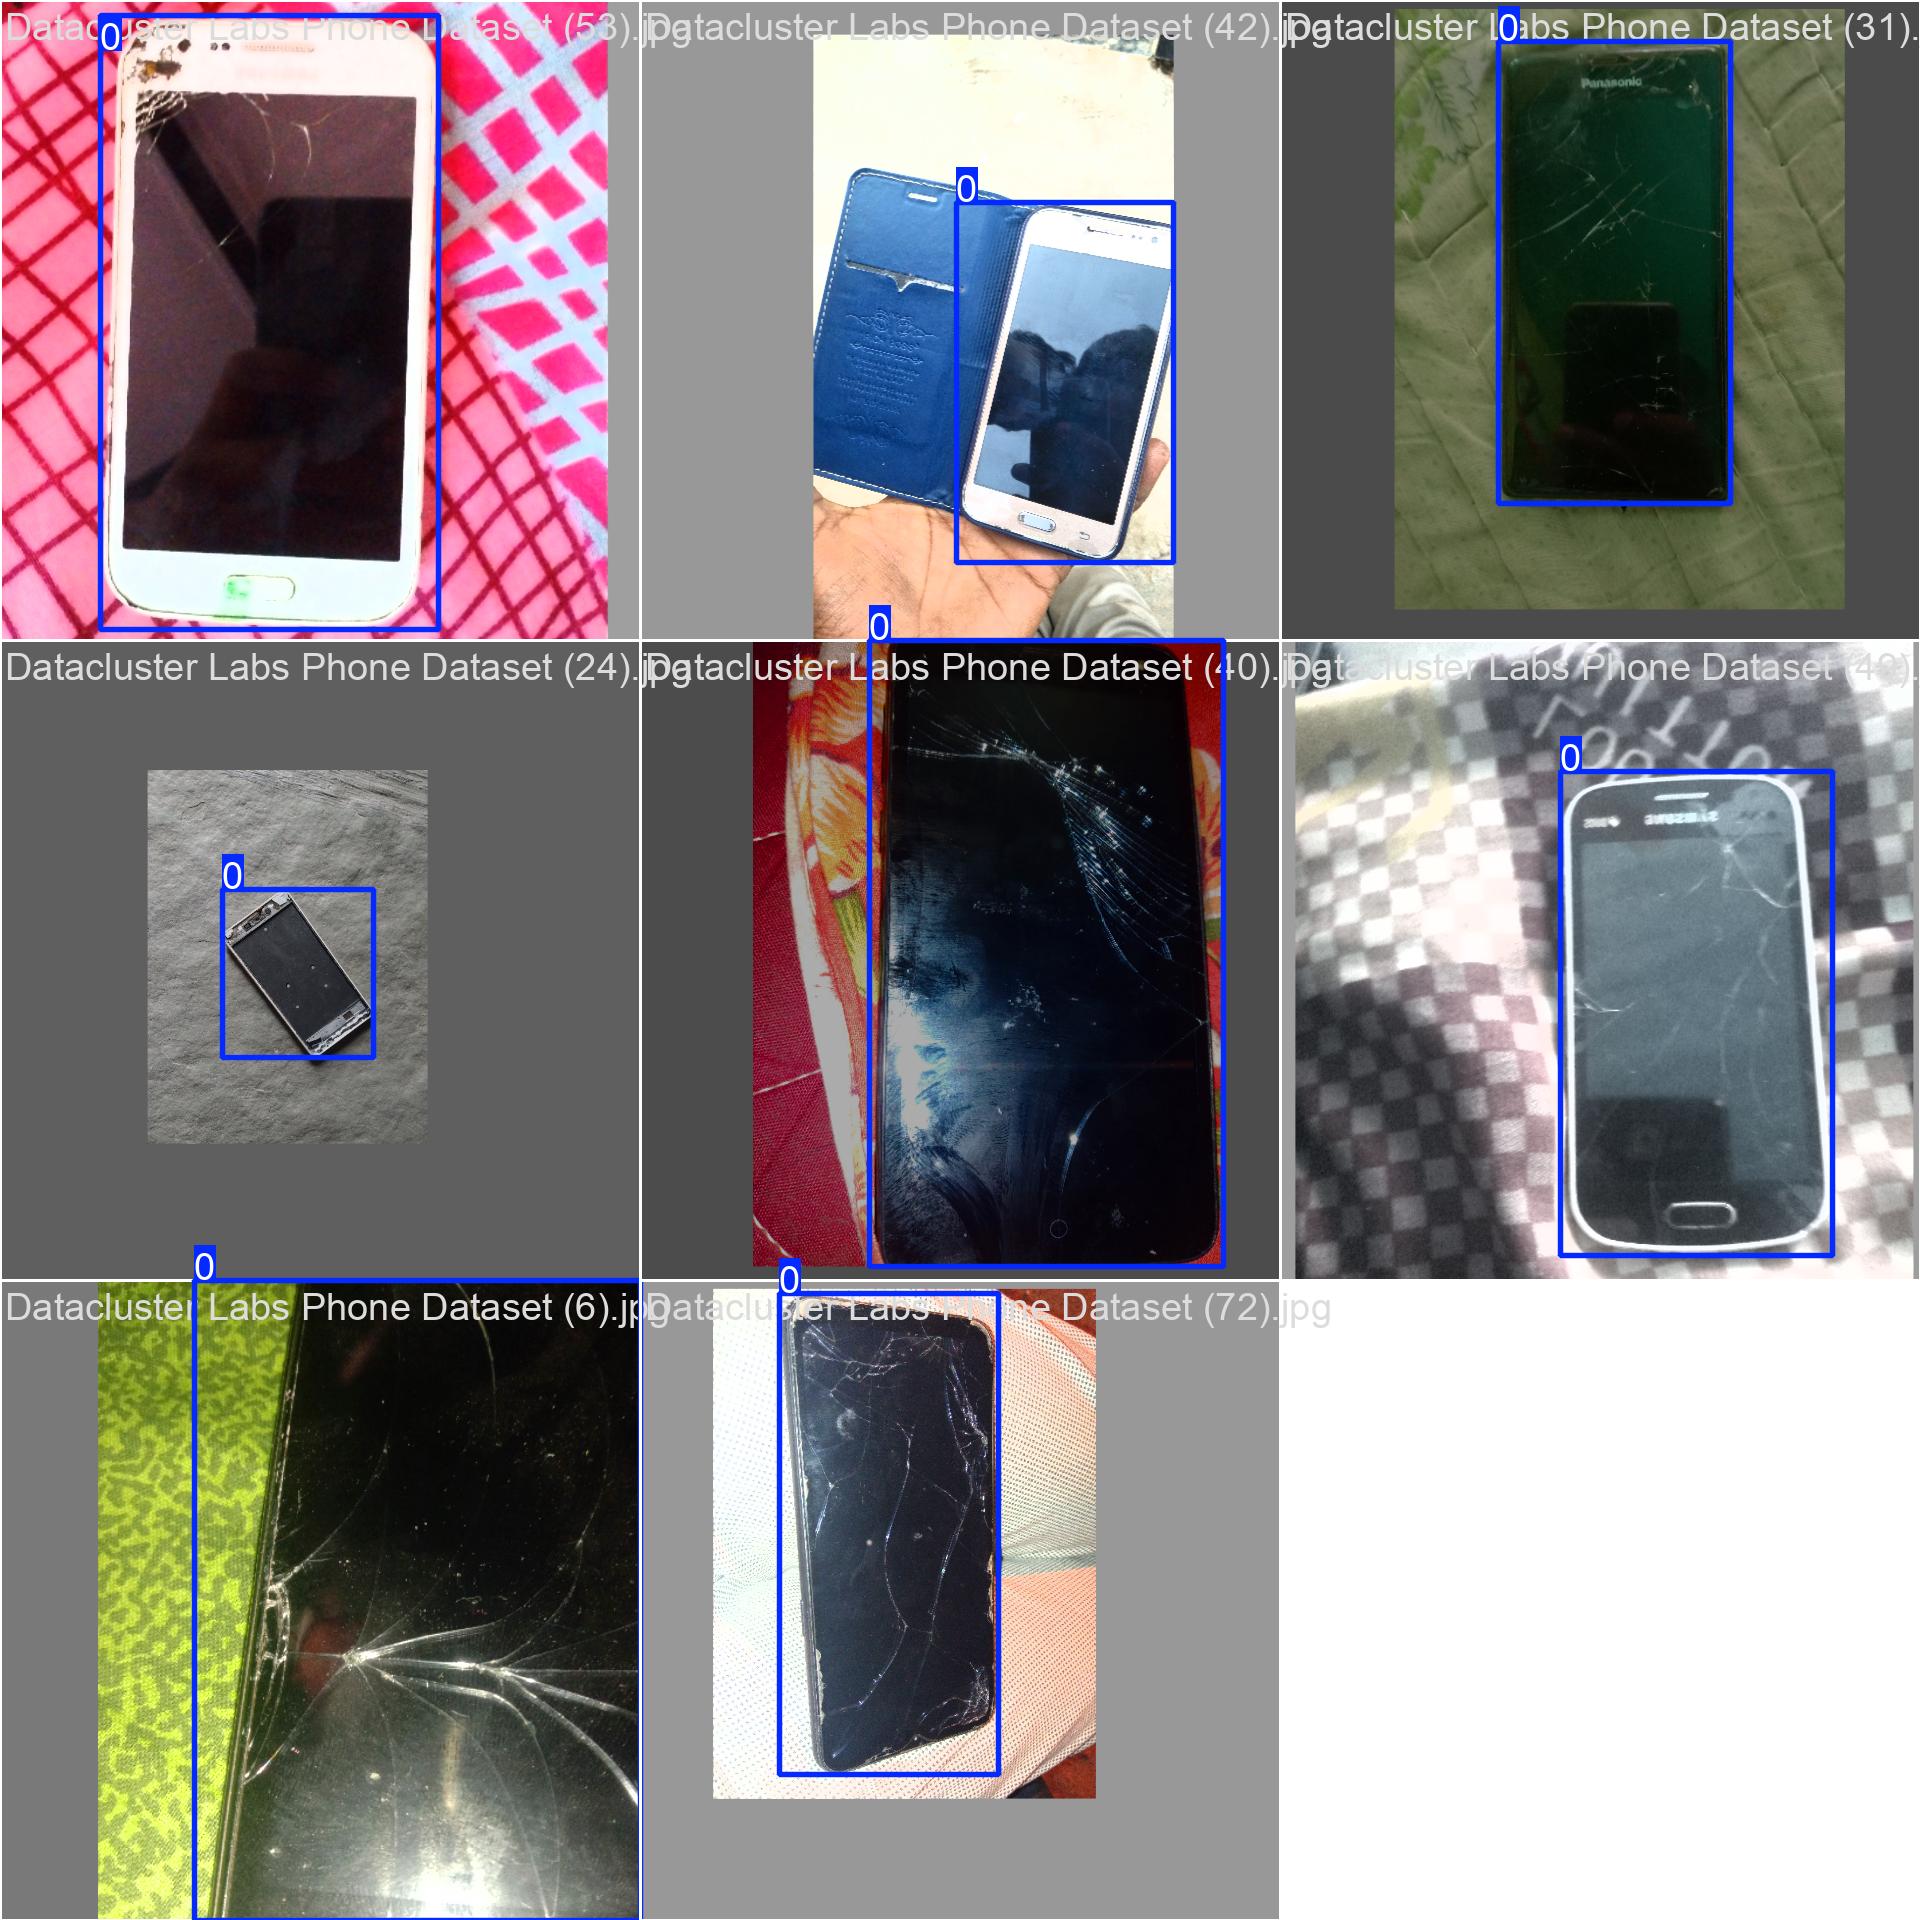 Datacluster Labs Phone Dataset (53).jpg
0
Datacluster Labs Phone Dataset (42).jpg
0
Datacluster Labs Phone Dataset (31).
0
Panasonic
Datacluster Labs Phone Dataset (24).jpg
0
Datacluster Labs Phone Dataset (40).jpg
0
Datacluster Labs Phone Dataset
0
Datacluster Labs Phone Dataset (6).jpg
0
Datacluster Labs Phone Dataset (72).jpg
0